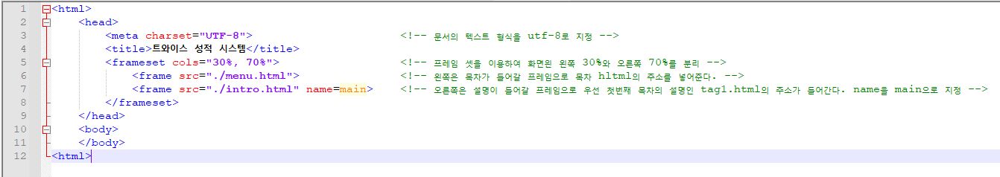 1 <html>
2 <head>
3 <meta charset="UTF-8"> <!-- 문서의 텍스트 형식을 utf-8로 지정 -->
4 <title>트와이스 성적 시스템</title>
5 <frameset cols="30%, 70%"> <!-- 프레임 셋을 이용하여 화면왼 왼쪽 30%와 오른쪽 70%를 분리 -->
6 <frame src="./menu.html"> <!-- 왼쪽은 목차가 들어갈 프레임으로 목차 hltml의 주소를 넣어준다. -->
7 <frame src="./intro.html" name=main> <!-- 오른쪽은 설명이 들어갈 프레임으로 우선 첫번째 목차의 설명인 tag1.html의 주소가 들어간다. name을 main으로 지정 -->
8 </frameset>
9 </head>
10 <body>
11 </body>
12 <html>